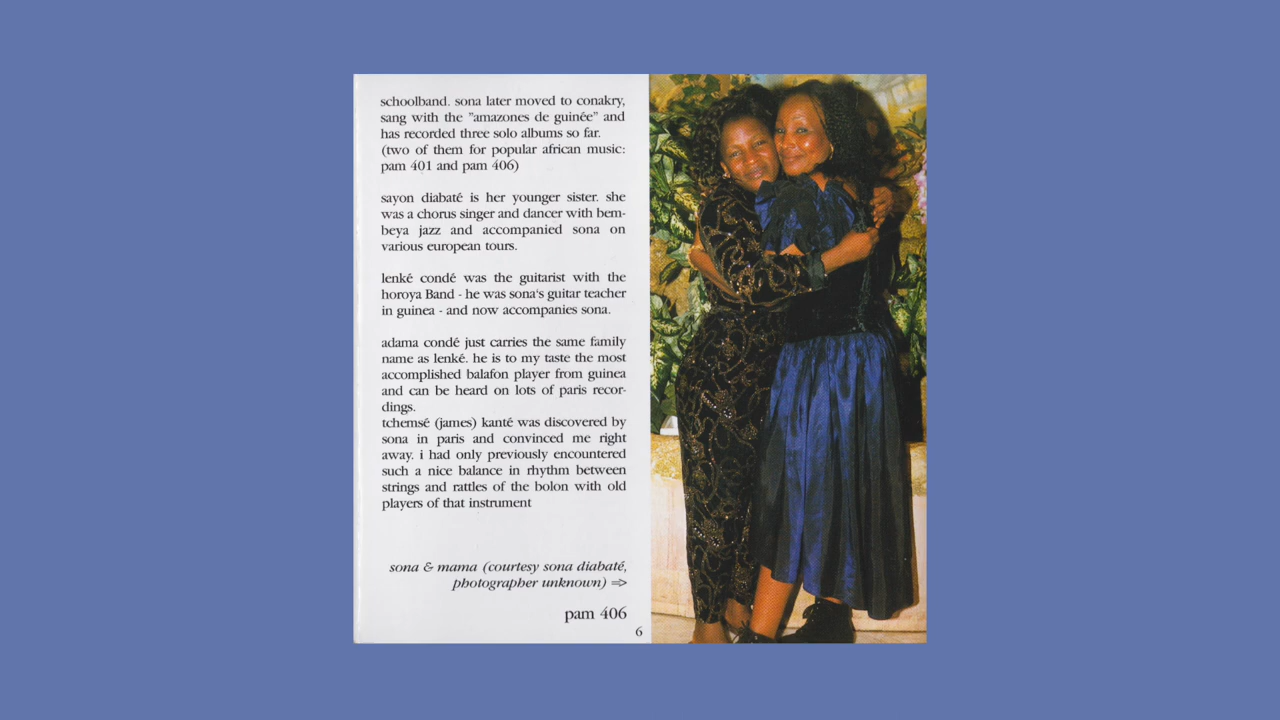 schoolband. sona later moved to conakry,
sang with the "amazones de guinée" and
has recorded three solo albums so far.
(two of them for popular african music:
pam 401 and pam 406)
sayon diabaté is her younger sister. she
was a chorus singer and dancer with bem-
beya jazz and accompanied sona on
various european tours.
lenké condé was the guitarist with the
horoya Band - he was sona's guitar teacher
in guinea - and now accompanies sona.
adama condé just carries the same family
name as lenké. he is to my taste the most
accomplished balafon player from guinea
and can be heard on lots of paris recor-
dings.
tchemsé (james) kanté was discovered by
sona in paris and convinced me right
away. i had only previously encountered
such a nice balance in rhythm between
strings and rattles of the bolon with old
players of that instrument
sona & mama (courtesy sona diabaté,
photographer unknown) ⇒
pam 406
6